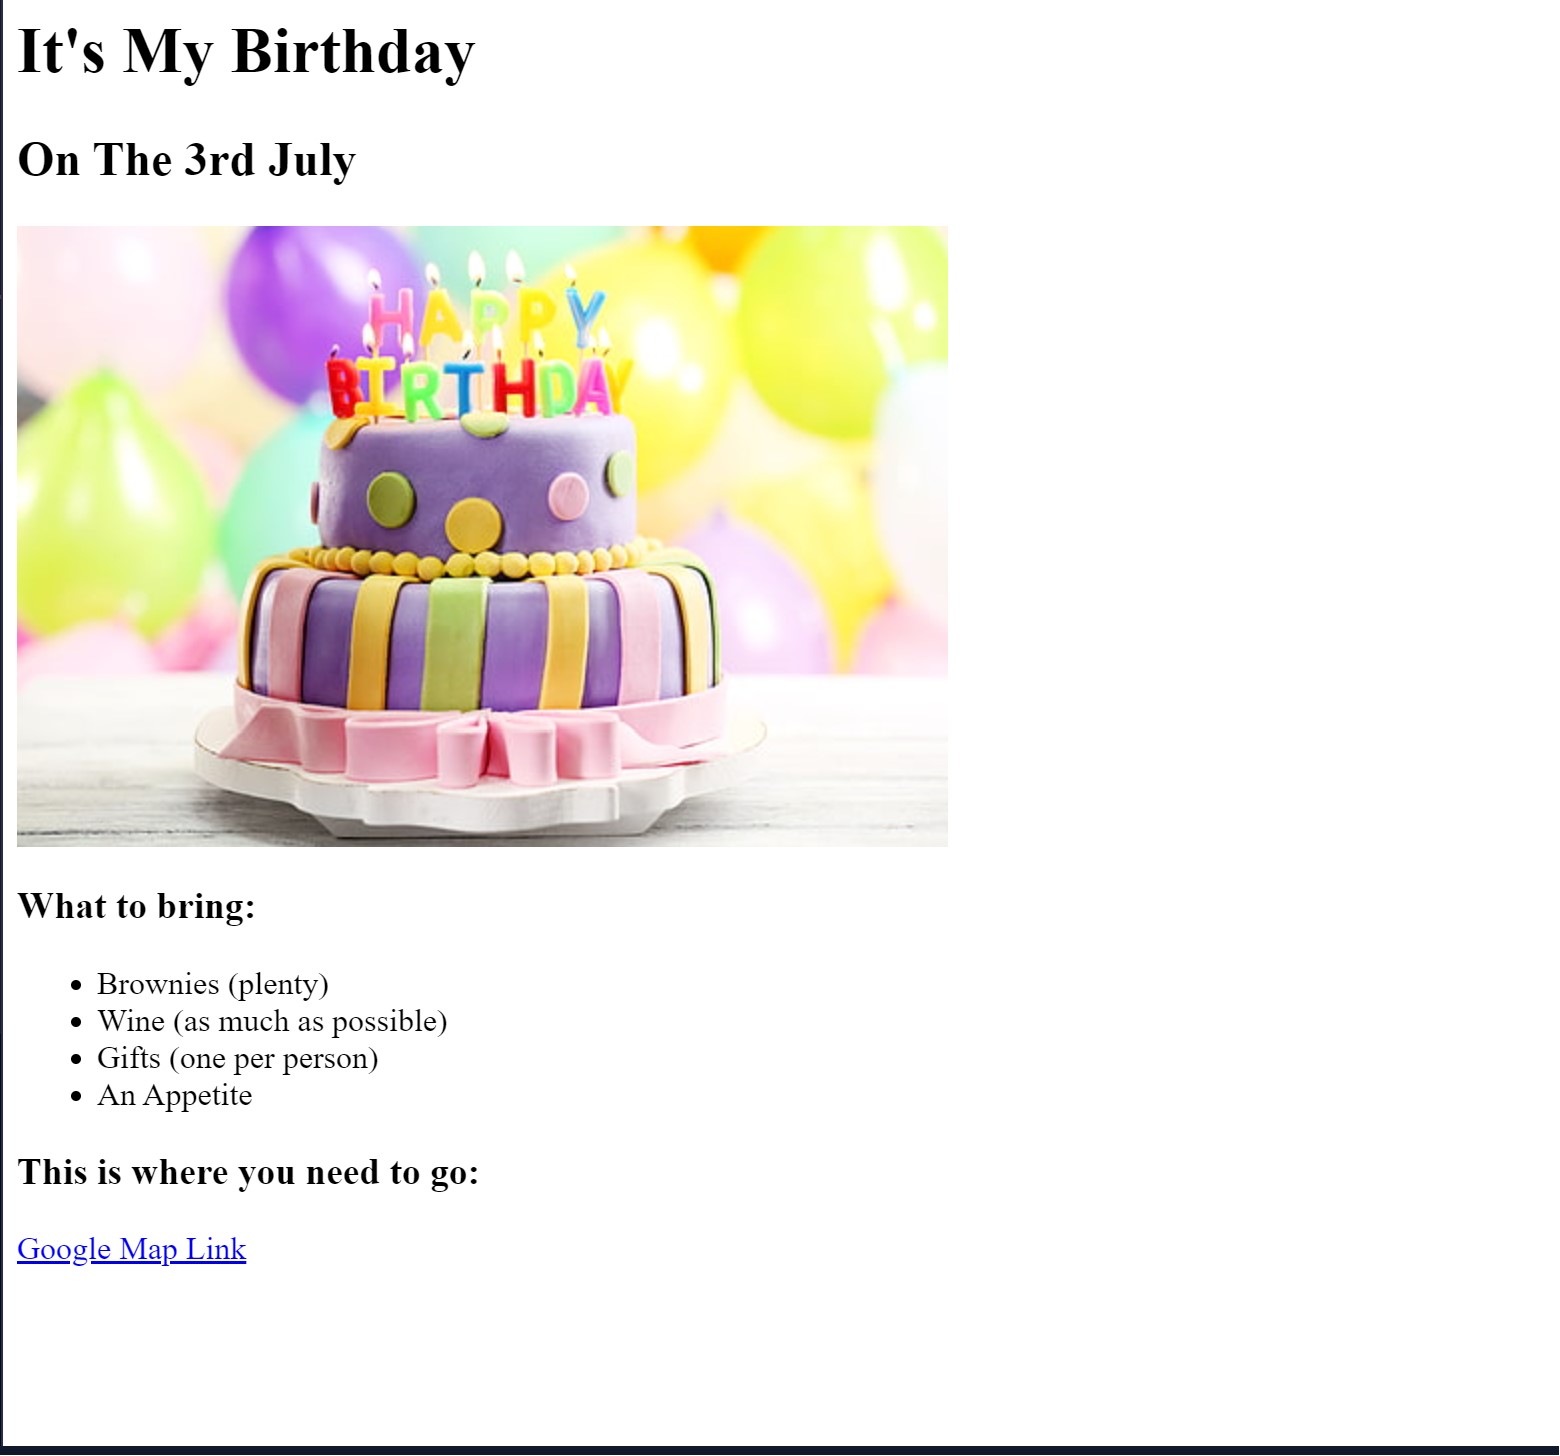 It's My Birthday
On The 3rd July
HAPPY
BIRTHDAY
What to bring:
Brownies (plenty)
Wine (as much as possible)
Gifts (one per person)
An Appetite
This is where you need to go:
Google Map Link